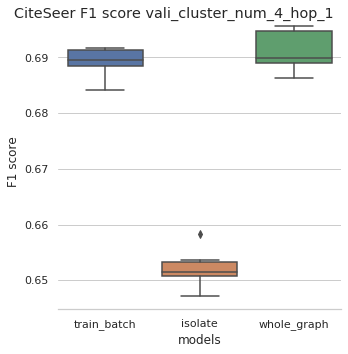 CiteSeer F1 score vali_cluster_num_4_hop_1
0.69
0.68
0.67
0.66
0.65
F1 score
train_batch
isolate
whole_graph
models